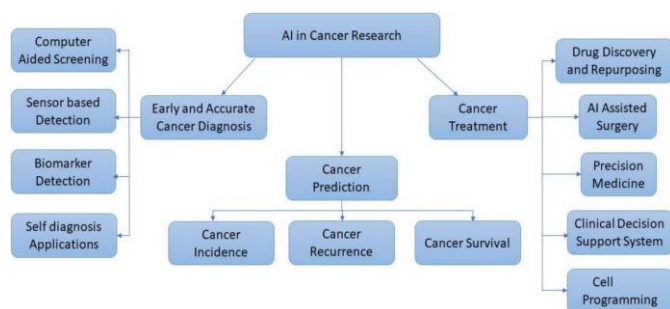 AI in Cancer Research
Computer
Aided Screening
Sensor based
Detection
Biomarker
Detection
Self diagnosis
Applications
Early and Accurate
Cancer Diagnosis
Cancer
Prediction
Cancer
Incidence
Cancer
Recurrence
Cancer Survival
Cancer
Treatment
Drug Discovery
and Repurposing
AI Assisted
Surgery
Precision
Medicine
Clinical Decision
Support System
Cell
Programming